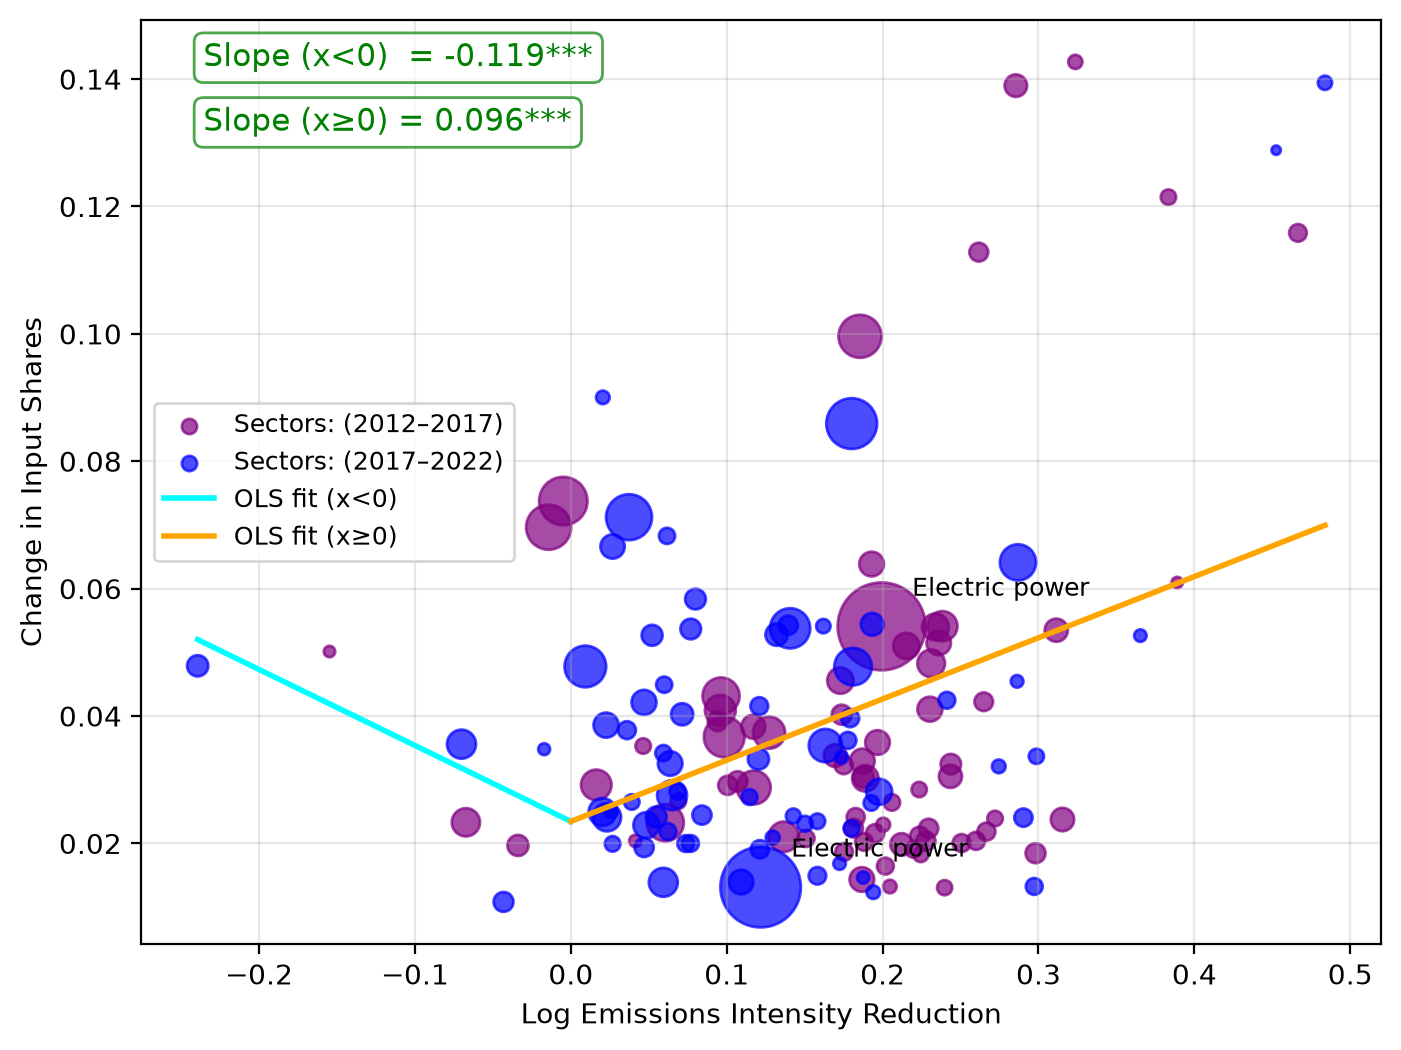 Slope (x<0)  = -0.119***
Slope (x≥0) = 0.096***
0.14
0.12
0.10
0.08
0.06
0.04
0.02
Change in Input Shares
Sectors: (2012–2017)
Sectors: (2017–2022)
OLS fit (x<0)
OLS fit (x≥0)
Electric power
Electric power
−0.2
−0.1
0.0
0.1
0.2
0.3
0.4
0.5
Log Emissions Intensity Reduction